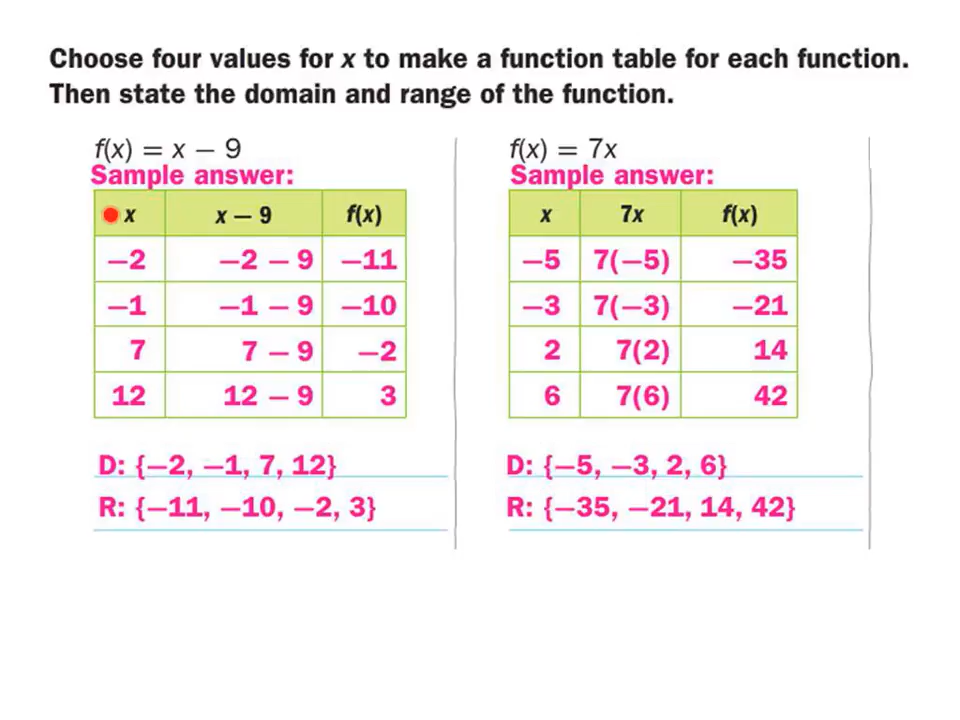 Choose four values for x to make a function table for each function.
Then state the domain and range of the function.
f(x) = x − 9
Sample answer:
x x − 9 f(x)
−2 −2 − 9 −11
−1 −1 − 9 −10
7 7 − 9 −2
12 12 − 9 3
D: {−2, −1, 7, 12}
R: {−11, −10, −2, 3}
f(x) = 7x
Sample answer:
x 7x f(x)
−5 7(−5) −35
−3 7(−3) −21
2 7(2) 14
6 7(6) 42
D: {−5, −3, 2, 6}
R: {−35, −21, 14, 42}